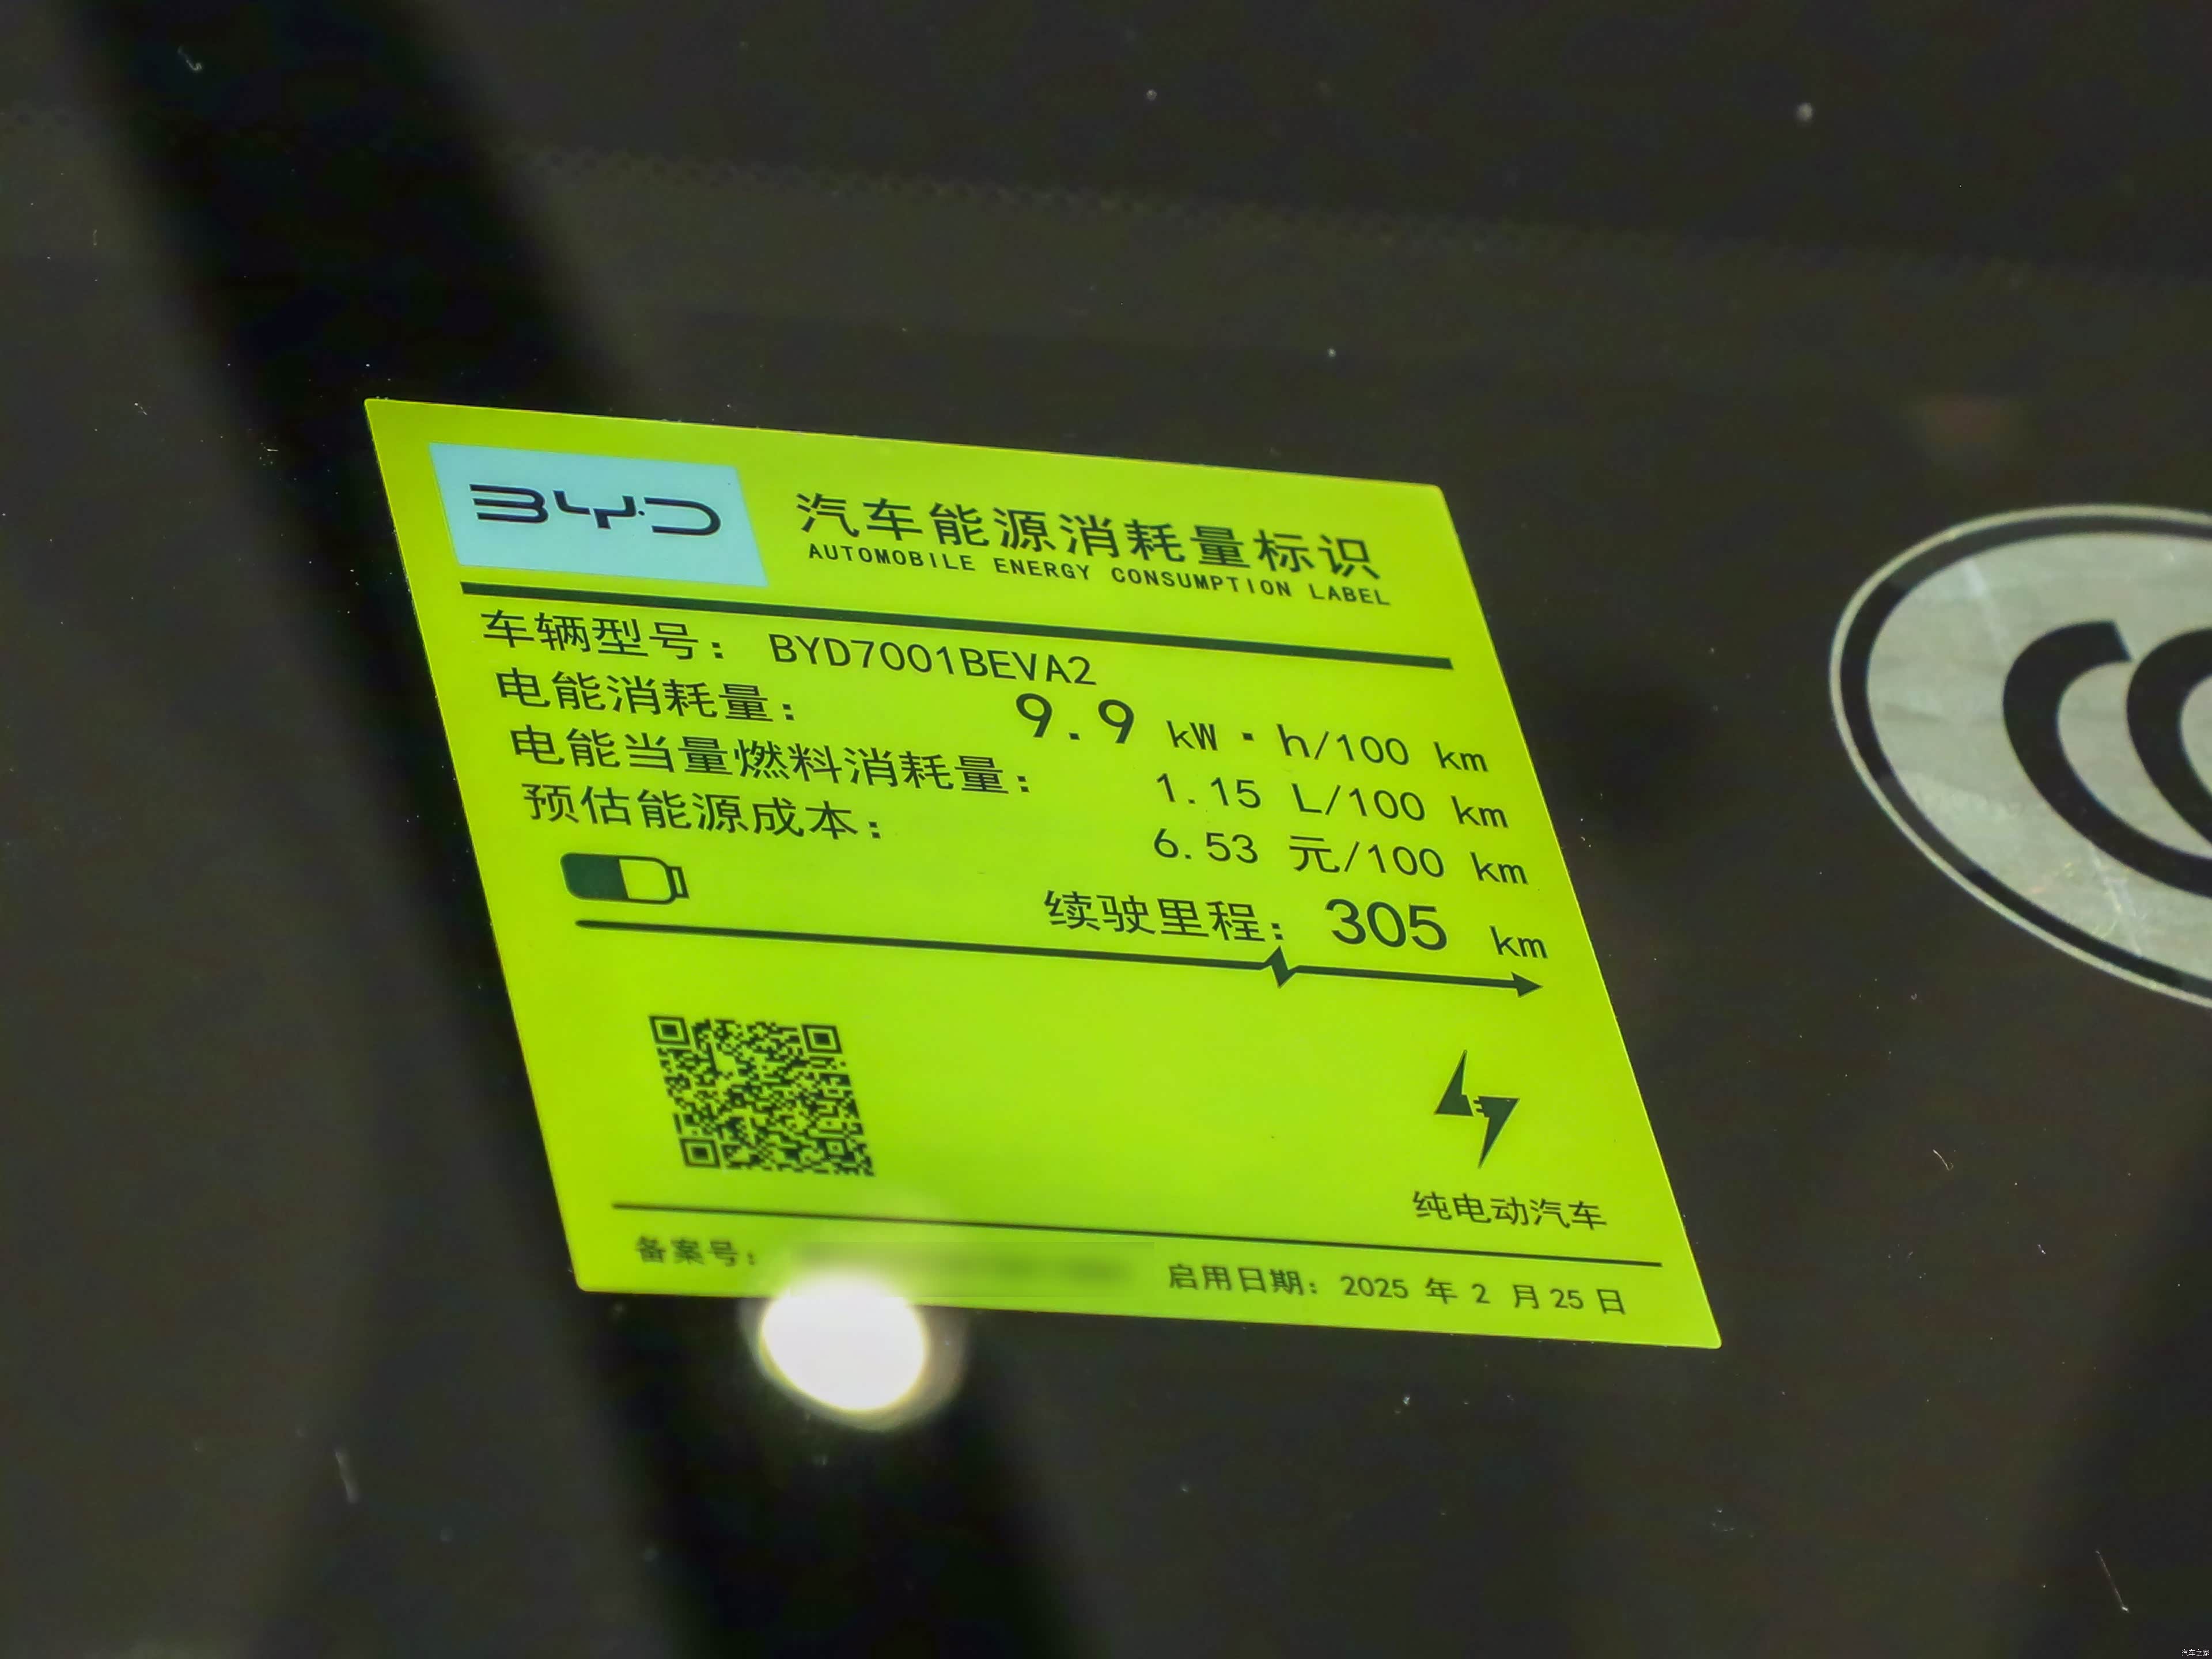 BYD
汽车能源消耗量标识
AUTOMOBILE ENERGY CONSUMPTION LABEL
车辆型号： BYD7001BEVA2
电能消耗量： 9.9 kW·h/100 km
电能当量燃料消耗量： 1.15 L/100 km
预估能源成本： 6.53 元/100 km
续驶里程： 305 km
纯电动汽车
备案号：
启用日期： 2025 年 2 月 25 日
汽车之家